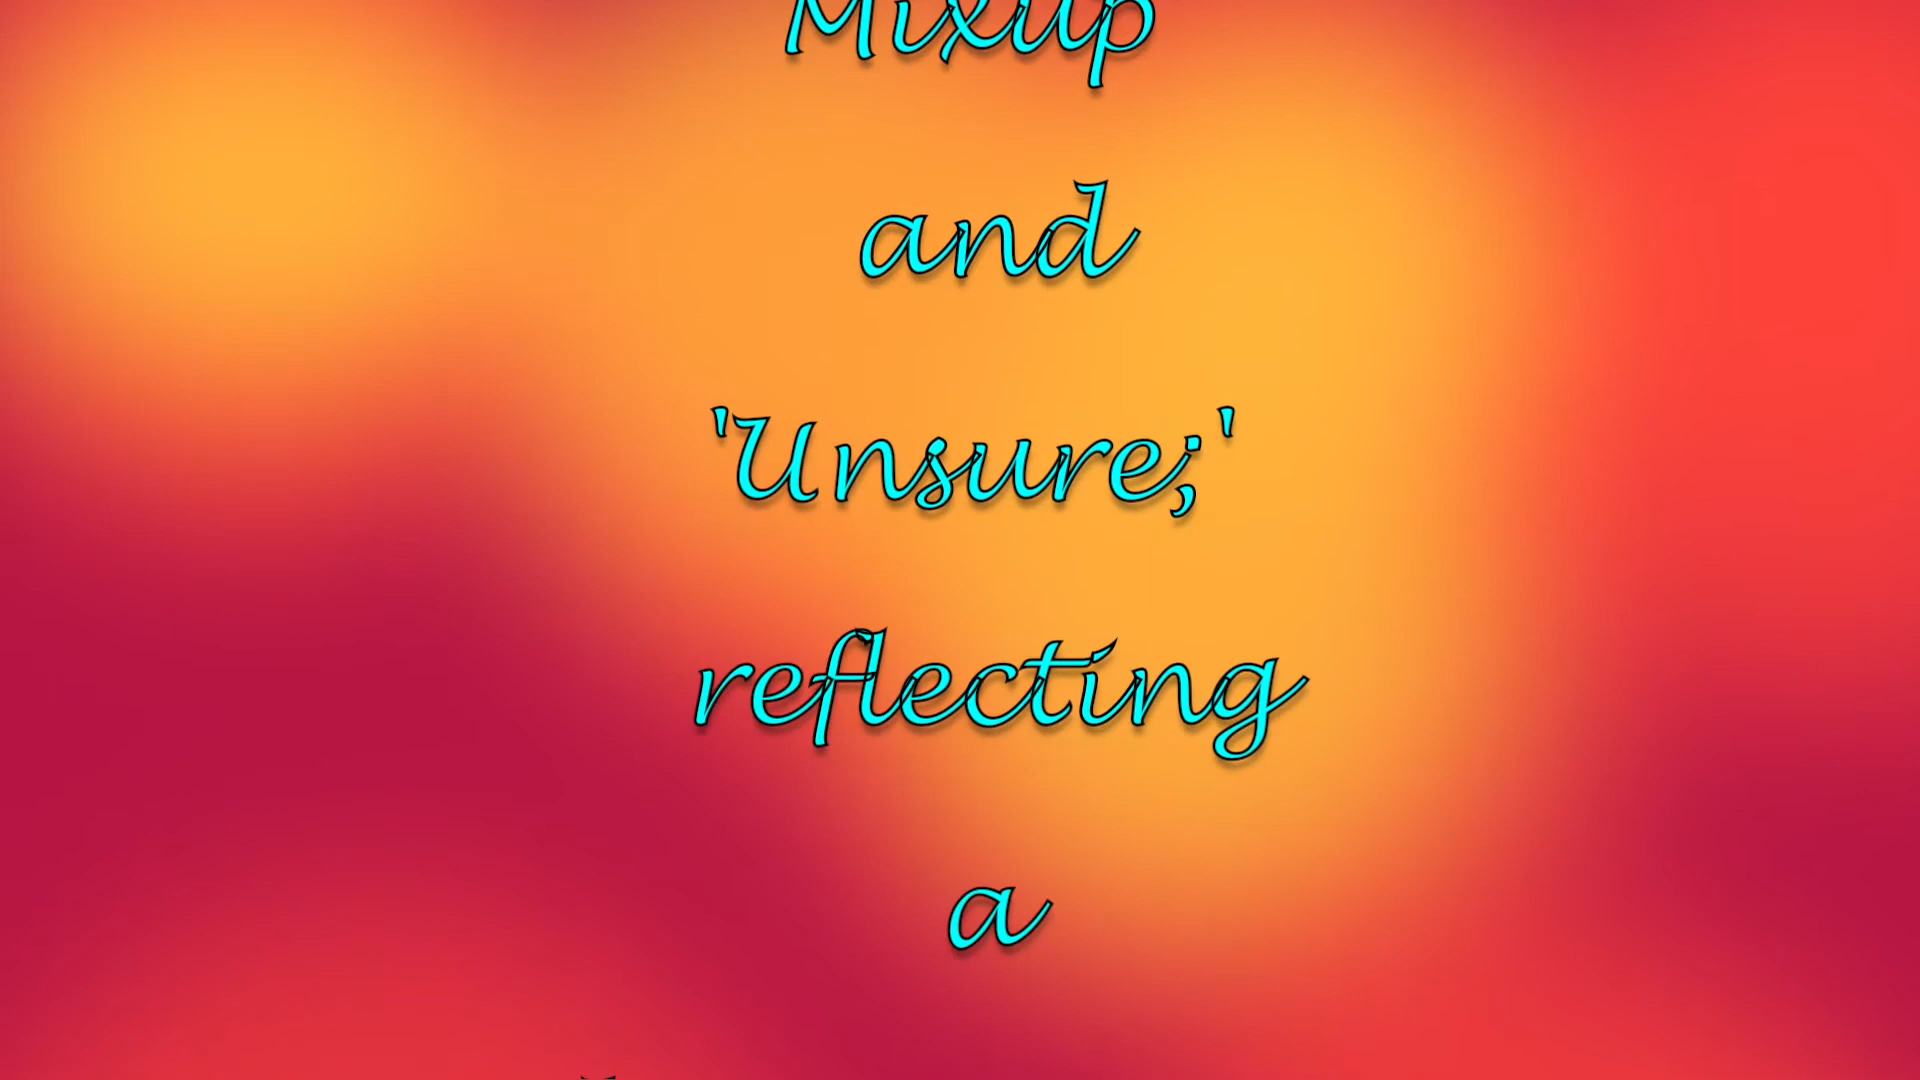 Mixup
and
'Unsure;'
reflecting
a